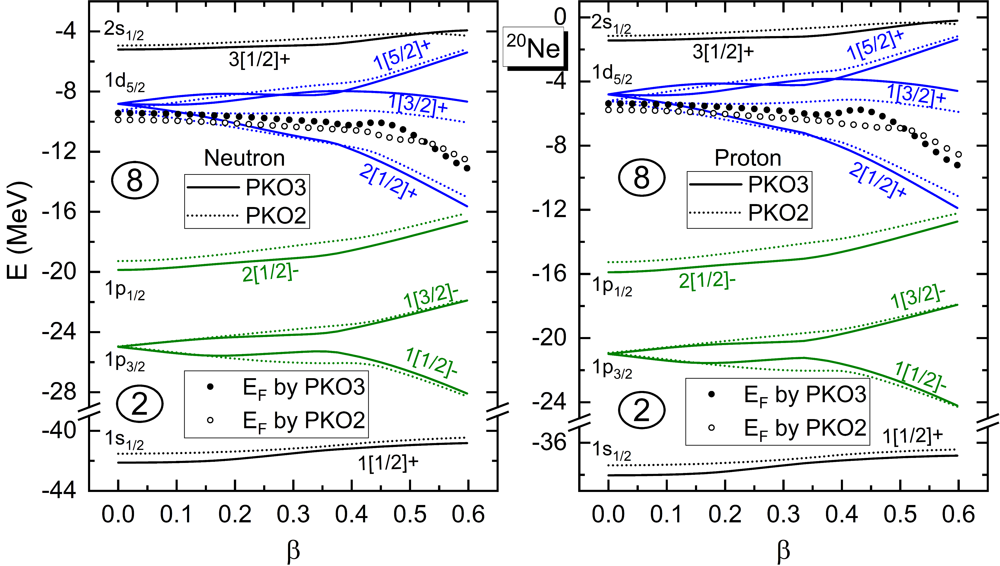 E (MeV)
-4
-8
-12
-16
-20
-24
-28
-40
-44
2s1/2
3[1/2]+
1d5/2
1[5/2]+
1[3/2]+
8
Neutron
PKO3
PKO2
2[1/2]+
2[1/2]-
1p1/2
1[3/2]-
1p3/2
1[1/2]-
2
EF by PKO3
EF by PKO2
1s1/2
1[1/2]+
0.0 0.1 0.2 0.3 0.4 0.5 0.6
β
20Ne
0
-4
-8
-12
-16
-20
-24
-36
2s1/2
3[1/2]+
1d5/2
1[5/2]+
1[3/2]+
8
Proton
PKO3
PKO2
2[1/2]+
2[1/2]-
1p1/2
1[3/2]-
1p3/2
1[1/2]-
2
EF by PKO3
EF by PKO2
1[1/2]+
1s1/2
0.0 0.1 0.2 0.3 0.4 0.5 0.6
β